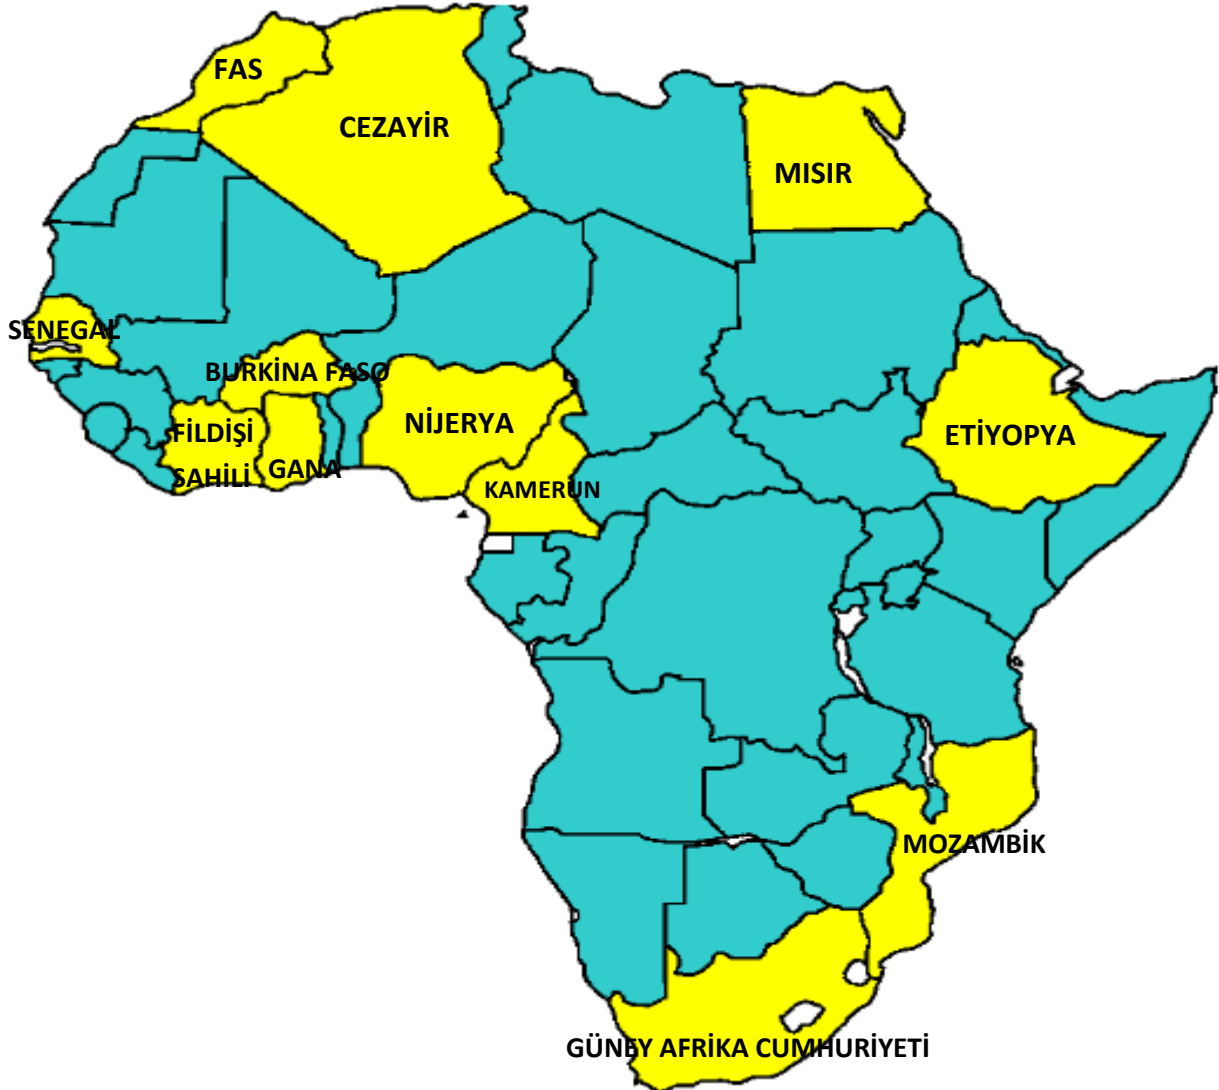 FAS
CEZAYİR
MISIR
SENEGAL
BURKİNA FASO
NİJERYA
FİLDİŞİ
SAHİLİ
GANA
KAMERUN
ETİYOPYA
MOZAMBİK
GÜNEY AFRİKA CUMHURİYETİ